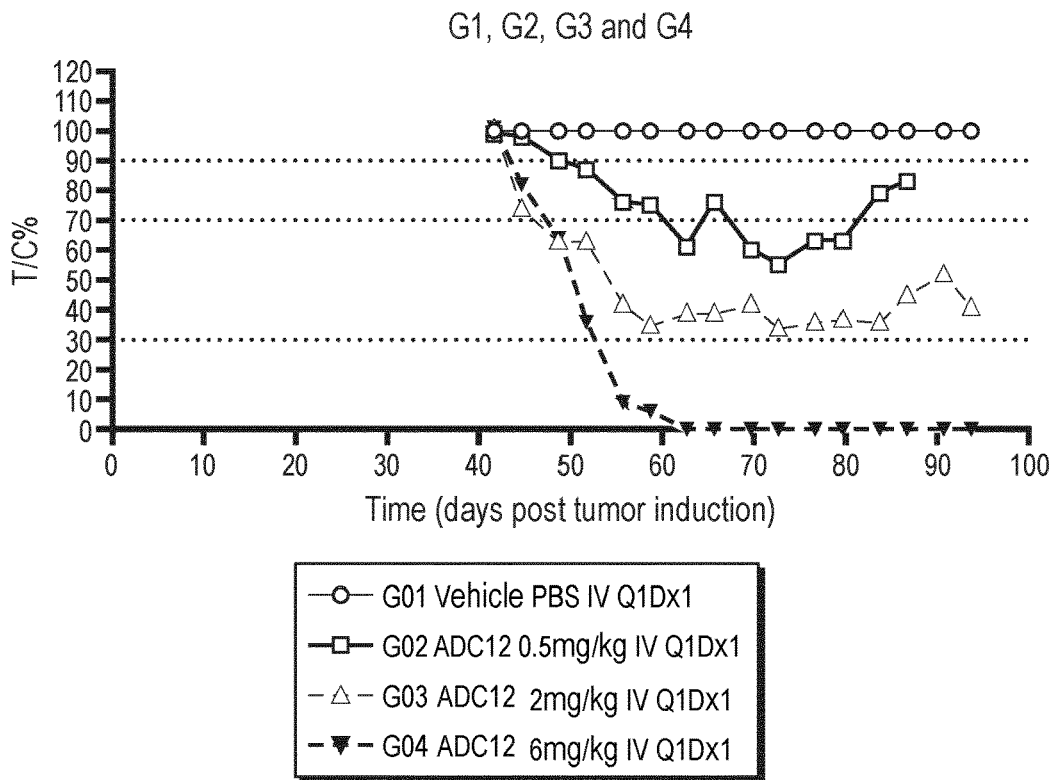 G1, G2, G3 and G4
120
110
100
90
80
70
60
50
40
30
20
10
0
T/C%
0 10 20 30 40 50 60 70 80 90 100
Time (days post tumor induction)
G01 Vehicle PBS IV Q1Dx1
G02 ADC12 0.5mg/kg IV Q1Dx1
G03 ADC12 2mg/kg IV Q1Dx1
G04 ADC12 6mg/kg IV Q1Dx1